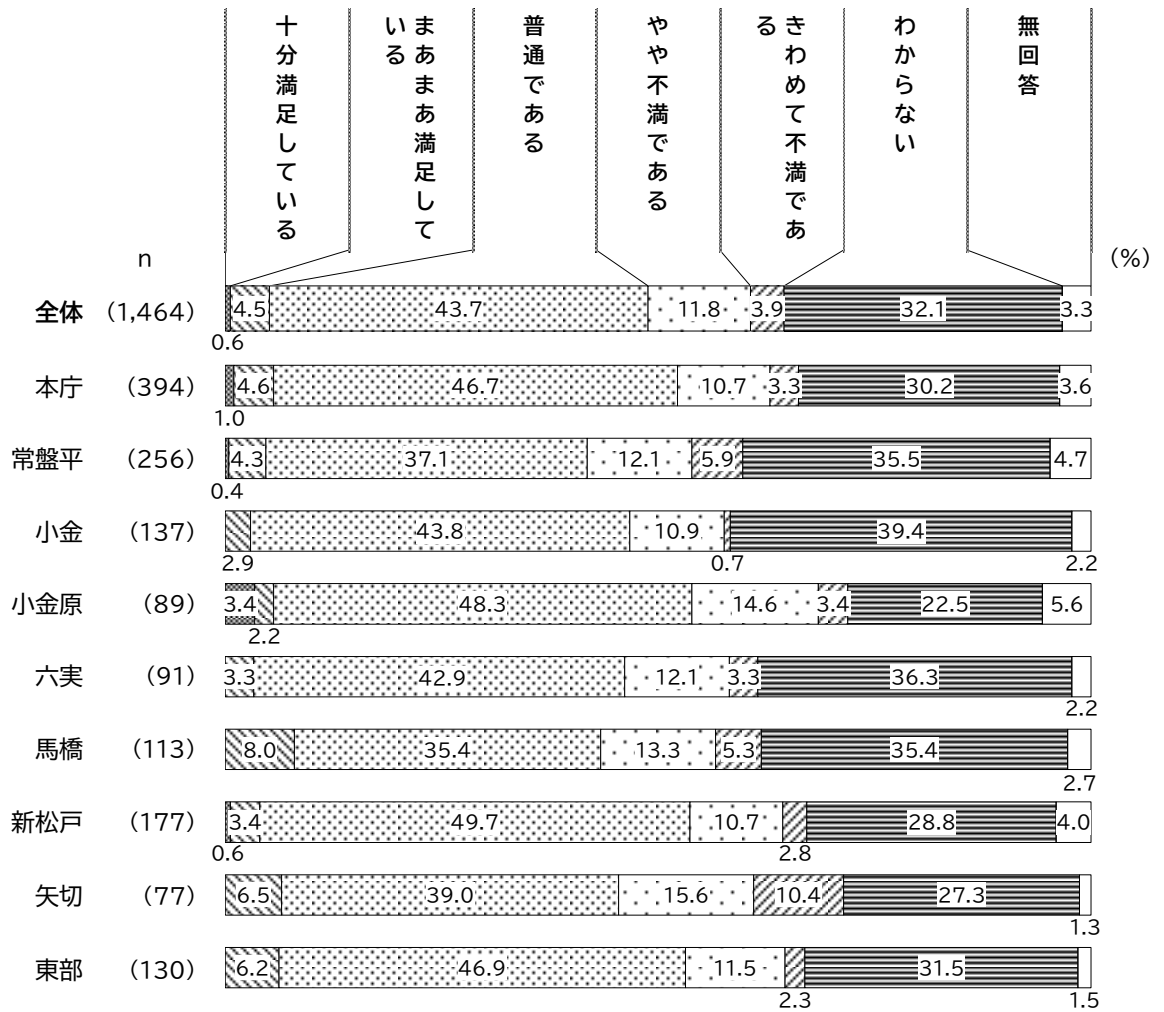 十分満足している
まあまあ満足して
いる
普通である
やや不満である
きわめて不満であ
る
わからない
無回答
n
(%)
全体 (1,464) 4.5 43.7 11.8 3.9 32.1 3.3
0.6
本庁 (394) 4.6 46.7 10.7 3.3 30.2 3.6
1.0
常盤平 (256) 4.3 37.1 12.1 5.9 35.5 4.7
0.4
小金 (137) 43.8 10.9 39.4
2.9 0.7 2.2
小金原 (89) 3.4 48.3 14.6 3.4 22.5 5.6
2.2
六実 (91) 3.3 42.9 12.1 3.3 36.3
2.2
馬橋 (113) 8.0 35.4 13.3 5.3 35.4
2.7
新松戸 (177) 3.4 49.7 10.7 28.8 4.0
0.6 2.8
矢切 (77) 6.5 39.0 15.6 10.4 27.3
1.3
東部 (130) 6.2 46.9 11.5 31.5
2.3 1.5